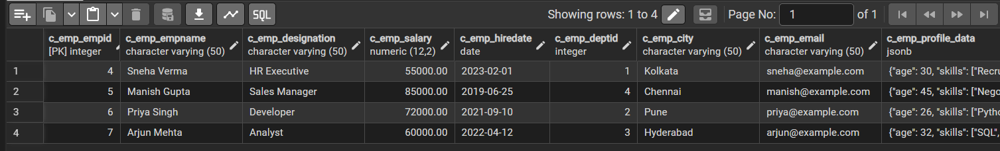 SQL Showing rows: 1 to 4 Page No: 1 of 1
c_emp_empid c_emp_empname c_emp_designation c_emp_salary c_emp_hiredate c_emp_deptid c_emp_city c_emp_email c_emp_profile_data
[PK] integer character varying (50) character varying (50) numeric (12,2) date integer character varying (50) character varying (50) jsonb
1 4 Sneha Verma HR Executive 55000.00 2023-02-01 1 Kolkata sneha@example.com {"age": 30, "skills": ["Recru
2 5 Manish Gupta Sales Manager 85000.00 2019-06-25 4 Chennai manish@example.com {"age": 45, "skills": ["Nego
3 6 Priya Singh Developer 72000.00 2021-09-10 2 Pune priya@example.com {"age": 26, "skills": ["Pytho
4 7 Arjun Mehta Analyst 60000.00 2022-04-12 3 Hyderabad arjun@example.com {"age": 32, "skills": ["SQL",